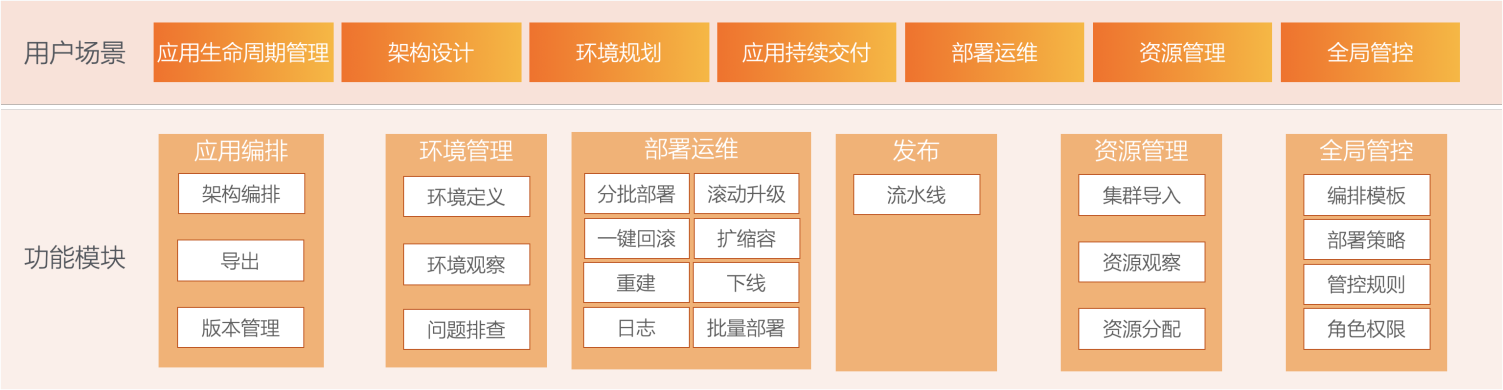 用户场景
应用生命周期管理
架构设计
环境规划
应用持续交付
部署运维
资源管理
全局管控
功能模块
应用编排
架构编排
导出
版本管理
环境管理
环境定义
环境观察
问题排查
部署运维
分批部署
滚动升级
一键回滚
扩缩容
重建
下线
日志
批量部署
发布
流水线
资源管理
集群导入
资源观察
资源分配
全局管控
编排模板
部署策略
管控规则
角色权限